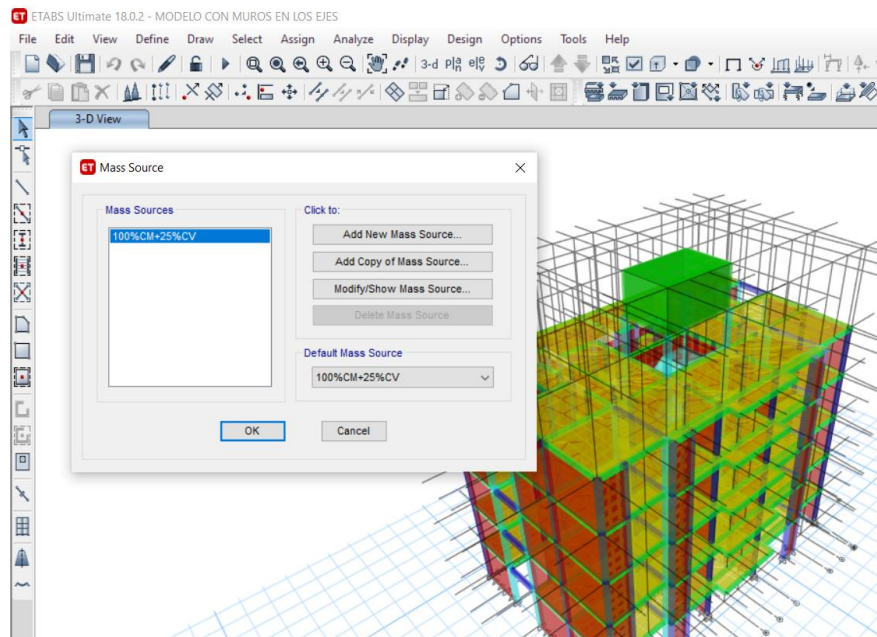 ET ETABS Ultimate 18.0.2 - MODELO CON MUROS EN LOS EJES
File Edit View Define Draw Select Assign Analyze Display Design Options Tools Help
3-d
3-D View
ET Mass Source
Mass Sources
100%CM+25%CV
Click to:
Add New Mass Source...
Add Copy of Mass Source...
Modify/Show Mass Source...
Delete Mass Source
Default Mass Source
100%CM+25%CV
OK Cancel